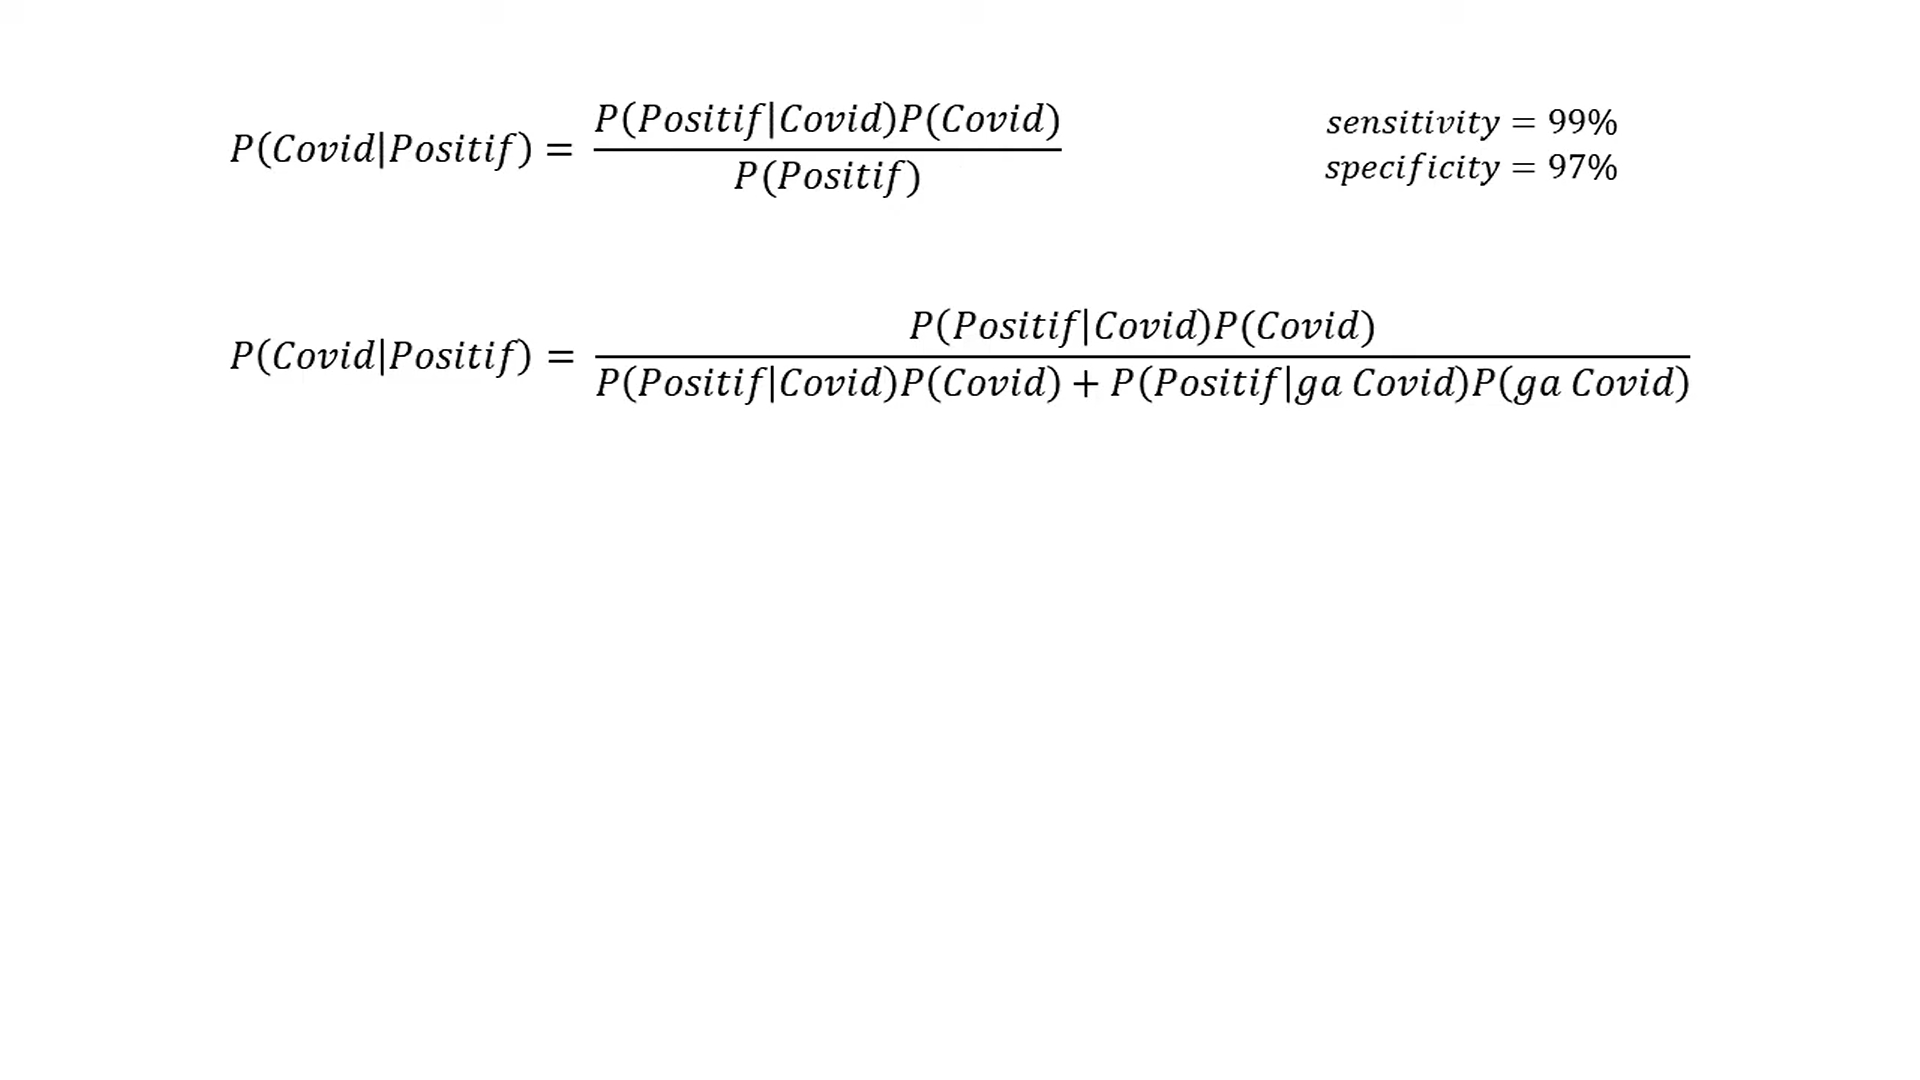 P(Covid|Positif) = P(Positif|Covid)P(Covid) / P(Positif)
sensitivity = 99%
specificity = 97%
P(Covid|Positif) = P(Positif|Covid)P(Covid) / P(Positif|Covid)P(Covid) + P(Positif|ga Covid)P(ga Covid)